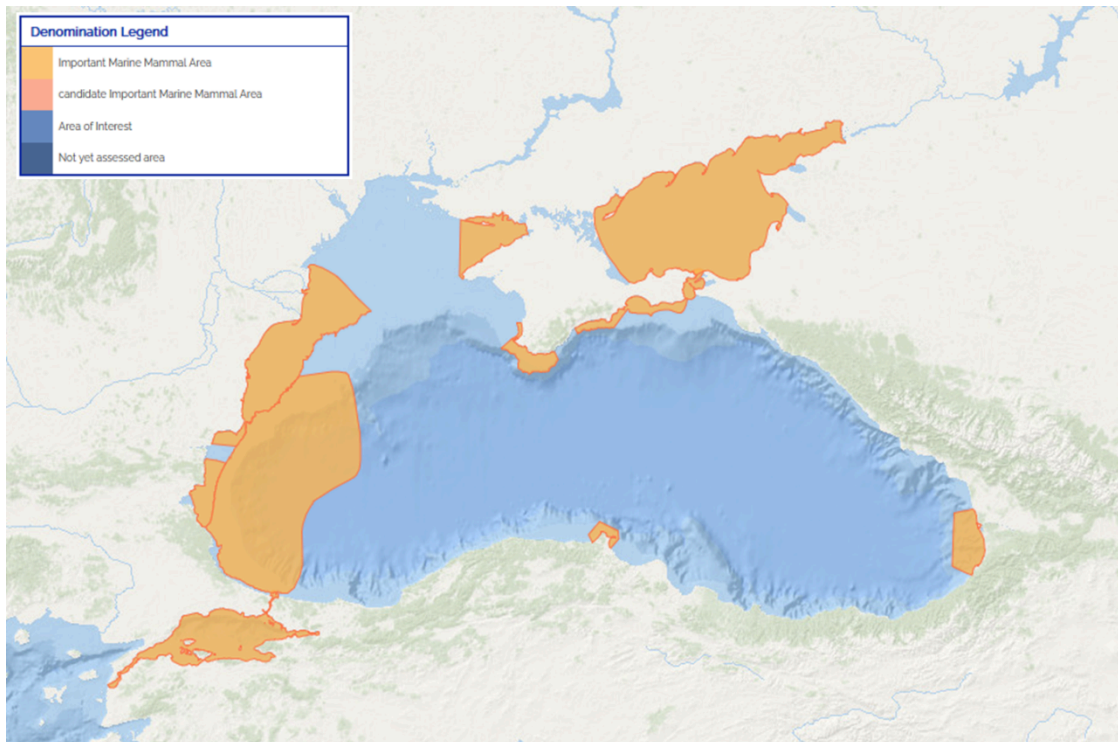 Denomination Legend
Important Marine Mammal Area
candidate Important Marine Mammal Area
Area of Interest
Not yet assessed area